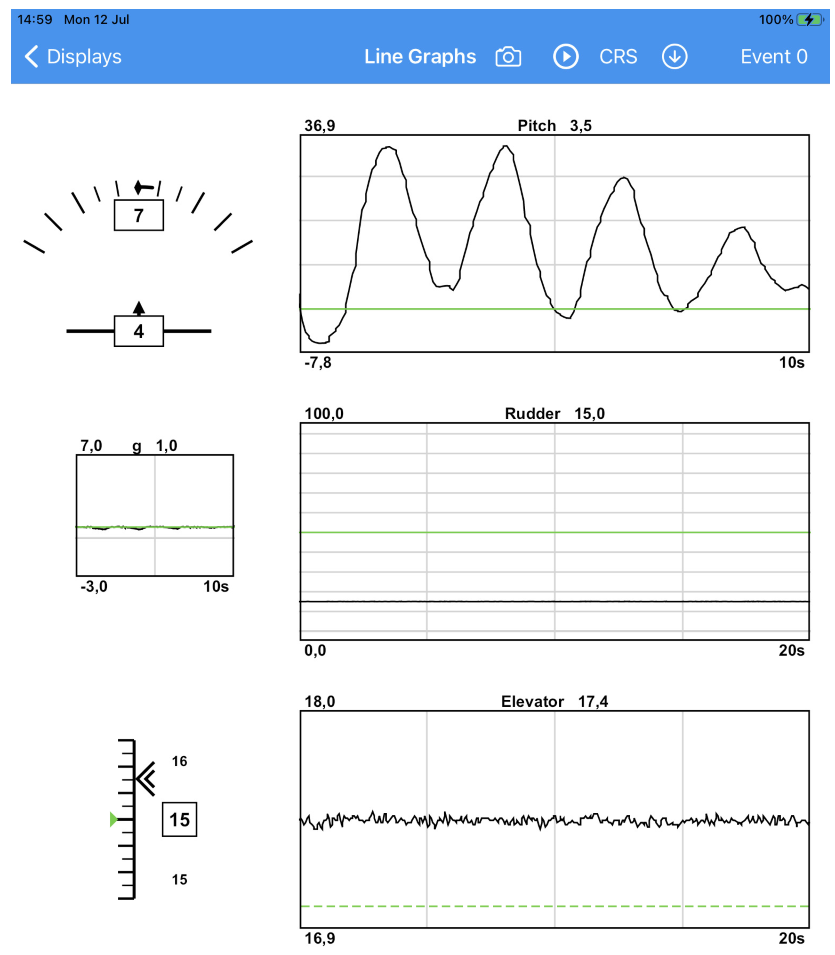 14:59 Mon 12 Jul 100%
Displays Line Graphs CRS Event 0
36,9 Pitch 3,5
7
4
-7,8 10s
100,0 Rudder 15,0
7,0 g 1,0
-3,0 10s
0,0 20s
18,0 Elevator 17,4
16
15
15
16,9 20s